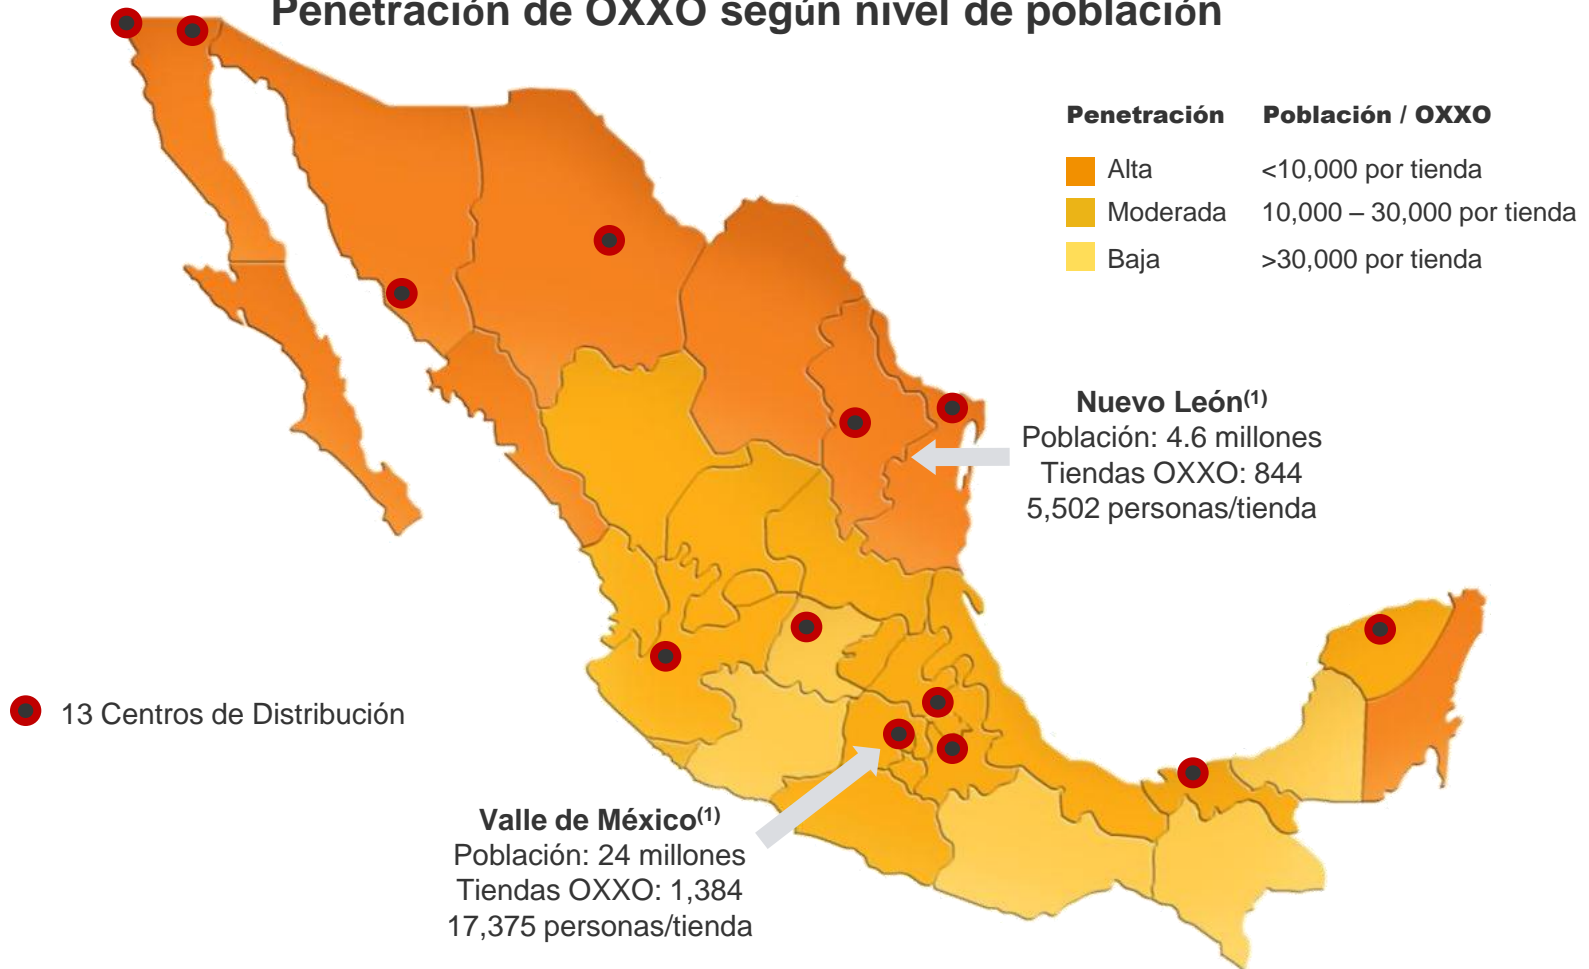 Penetración de OXXO según nivel de población
Penetración Población / OXXO
Alta <10,000 por tienda
Moderada 10,000 – 30,000 por tienda
Baja >30,000 por tienda
Nuevo León(1)
Población: 4.6 millones
Tiendas OXXO: 844
5,502 personas/tienda
13 Centros de Distribución
Valle de México(1)
Población: 24 millones
Tiendas OXXO: 1,384
17,375 personas/tienda